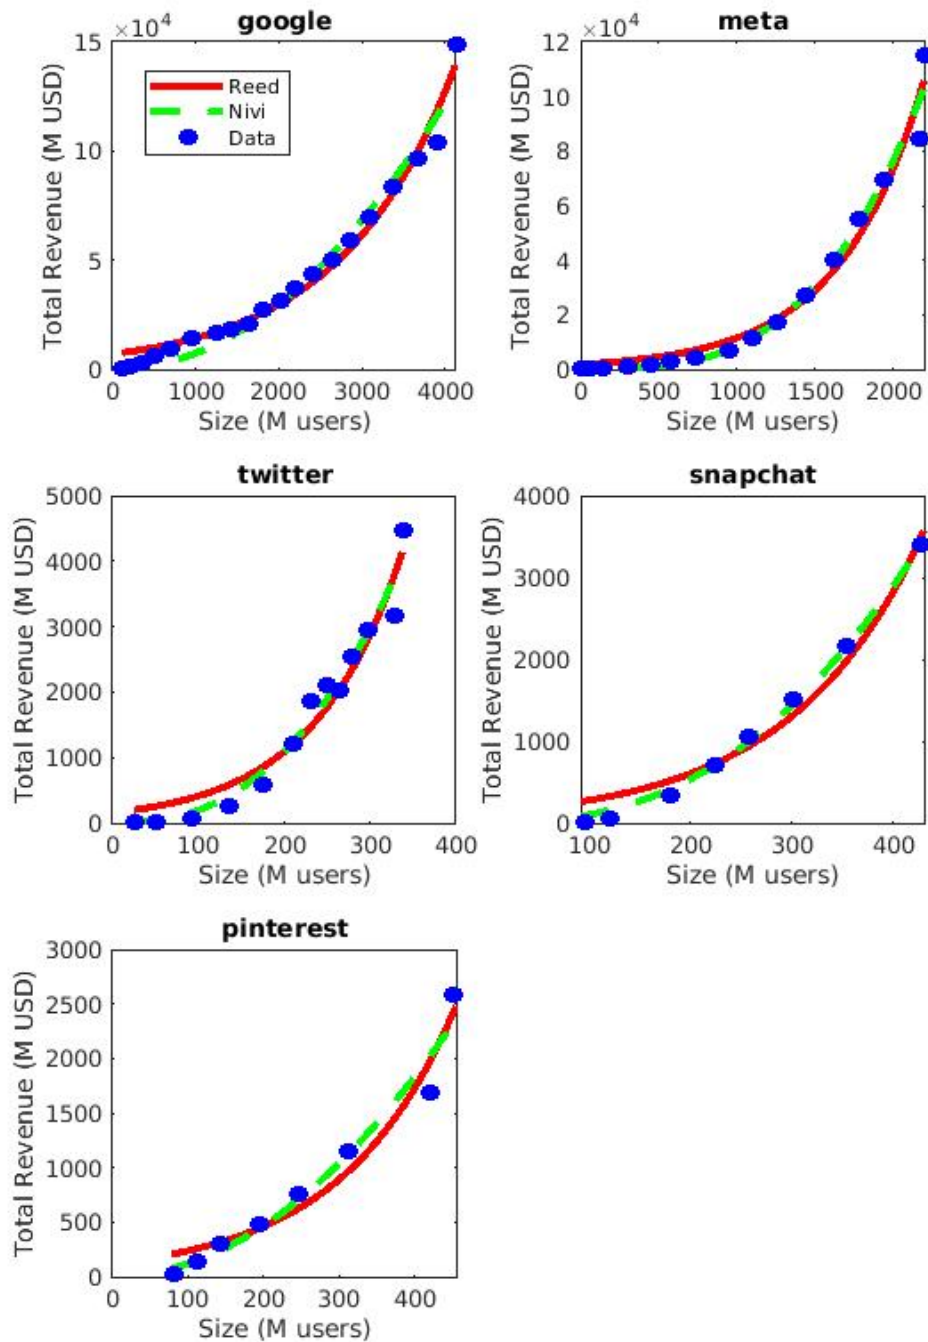 google
×10⁴
15
10
5
0
Total Revenue (M USD)
Reed
Nivi
Data
0 1000 2000 3000 4000
Size (M users)
meta
×10⁴
12
10
8
6
4
2
0
Total Revenue (M USD)
0 500 1000 1500 2000
Size (M users)
twitter
5000
4000
3000
2000
1000
0
Total Revenue (M USD)
0 100 200 300 400
Size (M users)
snapchat
4000
3000
2000
1000
0
Total Revenue (M USD)
100 200 300 400
Size (M users)
pinterest
3000
2500
2000
1500
1000
500
0
Total Revenue (M USD)
0 100 200 300 400
Size (M users)